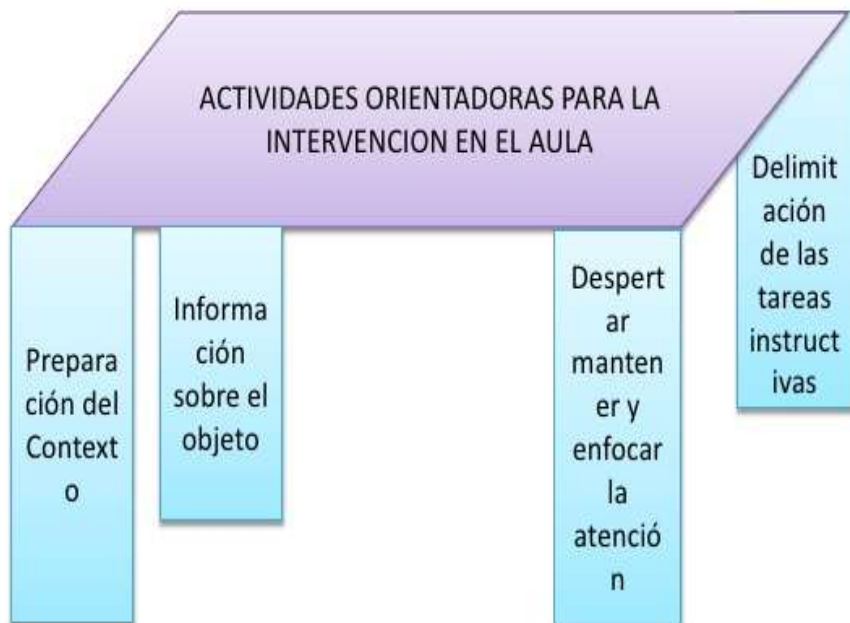 ACTIVIDADES ORIENTADORAS PARA LA
INTERVENCION EN EL AULA
Prepara
ción del
Context
o
Informa
ción
sobre el
objeto
Despert
ar
manten
er y
enfocar
la
atenció
n
Delimit
ación
de las
tareas
instruct
ivas